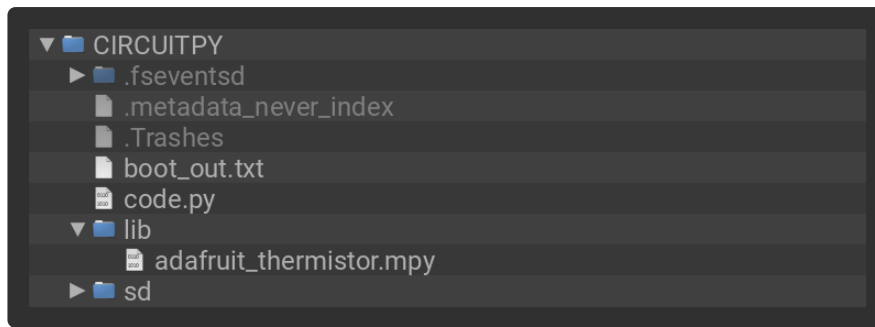 CIRCUITPY
.fseventsd
.metadata_never_index
.Trashes
boot_out.txt
code.py
lib
adafruit_thermistor.mpy
sd